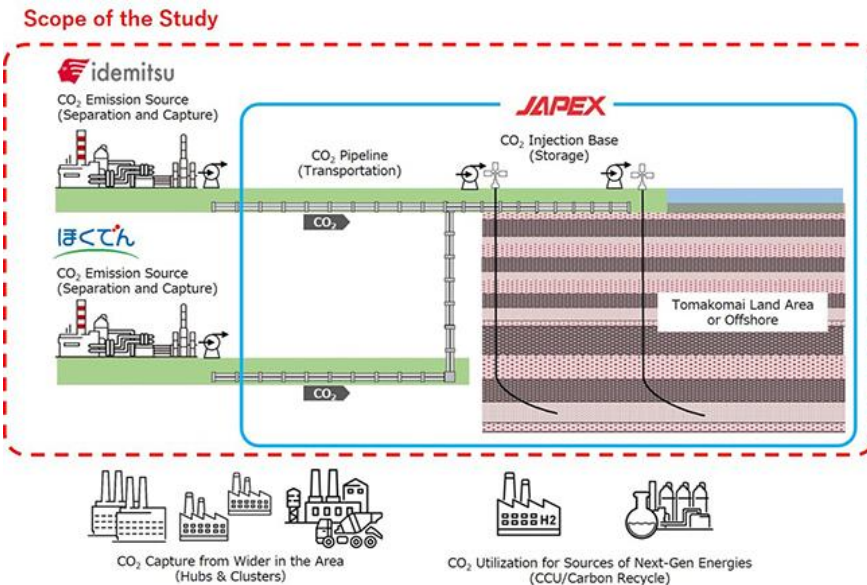 Scope of the Study
idemitsu
CO₂ Emission Source
(Separation and Capture)
JAPEX
CO₂ Pipeline
(Transportation)
CO₂ Injection Base
(Storage)
CO₂
ほくでん
CO₂ Emission Source
(Separation and Capture)
Tomakomai Land Area
or Offshore
CO₂
H2
CO₂ Capture from Wider in the Area
(Hubs & Clusters)
CO₂ Utilization for Sources of Next-Gen Energies
(CCU/Carbon Recycle)